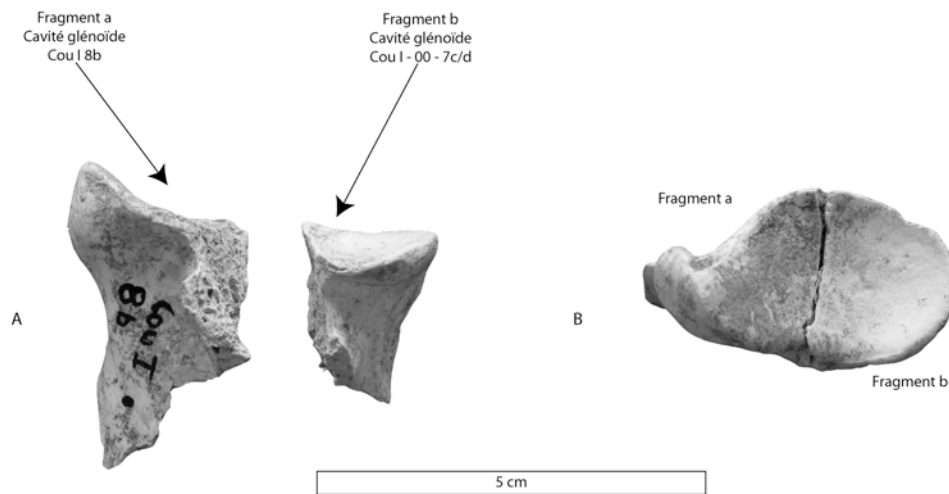 Fragment a
Cavité glénoïde
Cou I 8b
Fragment b
Cavité glénoïde
Cou I - 00 - 7c/d
Fragment a
A
Cou I
8b
B
Fragment b
5 cm